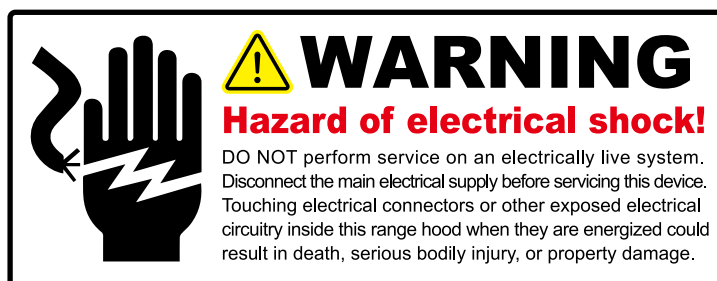 WARNING
Hazard of electrical shock!
DO NOT perform service on an electrically live system.
Disconnect the main electrical supply before servicing this device.
Touching electrical connectors or other exposed electrical
circuitry inside this range hood when they are energized could
result in death, serious bodily injury, or property damage.